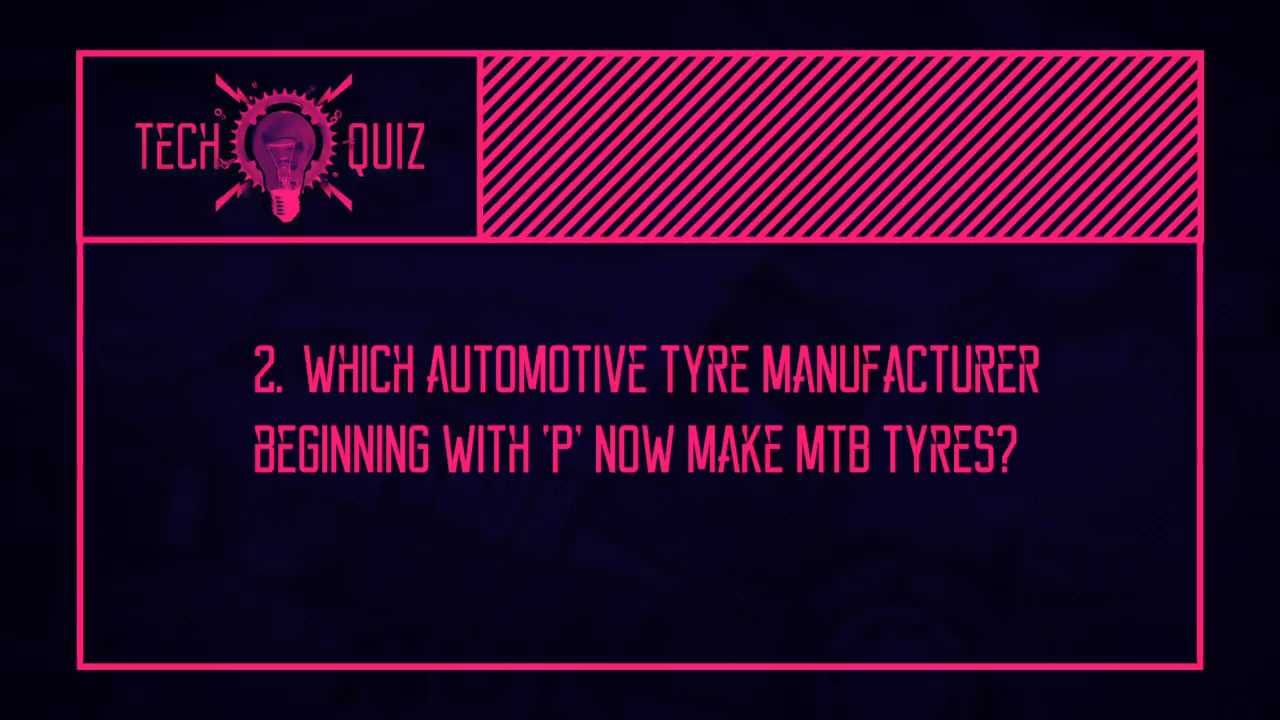 TECH QUIZ
2. WHICH AUTOMOTIVE TYRE MANUFACTURER
BEGINNING WITH 'P' NOW MAKE MTB TYRES?